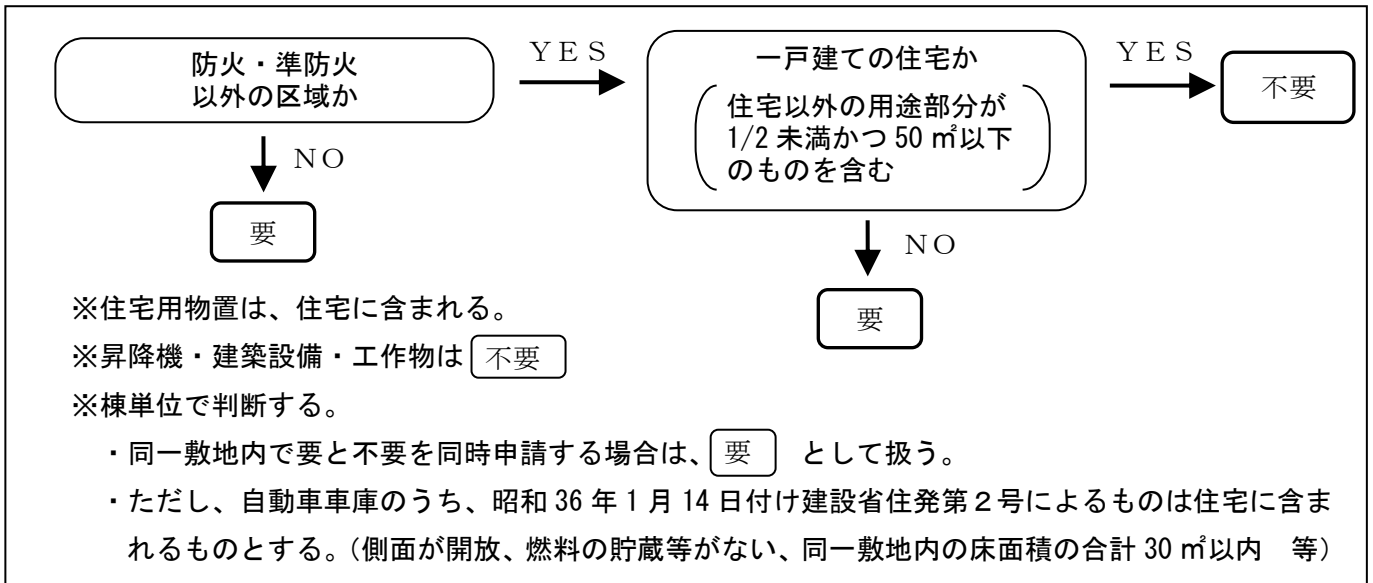 防火・準防火
以外の区域か
ＹＥＳ
一戸建ての住宅か
住宅以外の用途部分が
1/2 未満かつ 50 ㎡以下
のものを含む
ＹＥＳ
不要
ＮＯ
要
ＮＯ
要
※住宅用物置は、住宅に含まれる。
※昇降機・建築設備・工作物は 不要
※棟単位で判断する。
・同一敷地内で要と不要を同時申請する場合は、 要 として扱う。
・ただし、自動車車庫のうち、昭和 36 年 1 月 14 日付け建設省住発第２号によるものは住宅に含ま
れるものとする。（側面が開放、燃料の貯蔵等がない、同一敷地内の床面積の合計 30 ㎡以内　等）